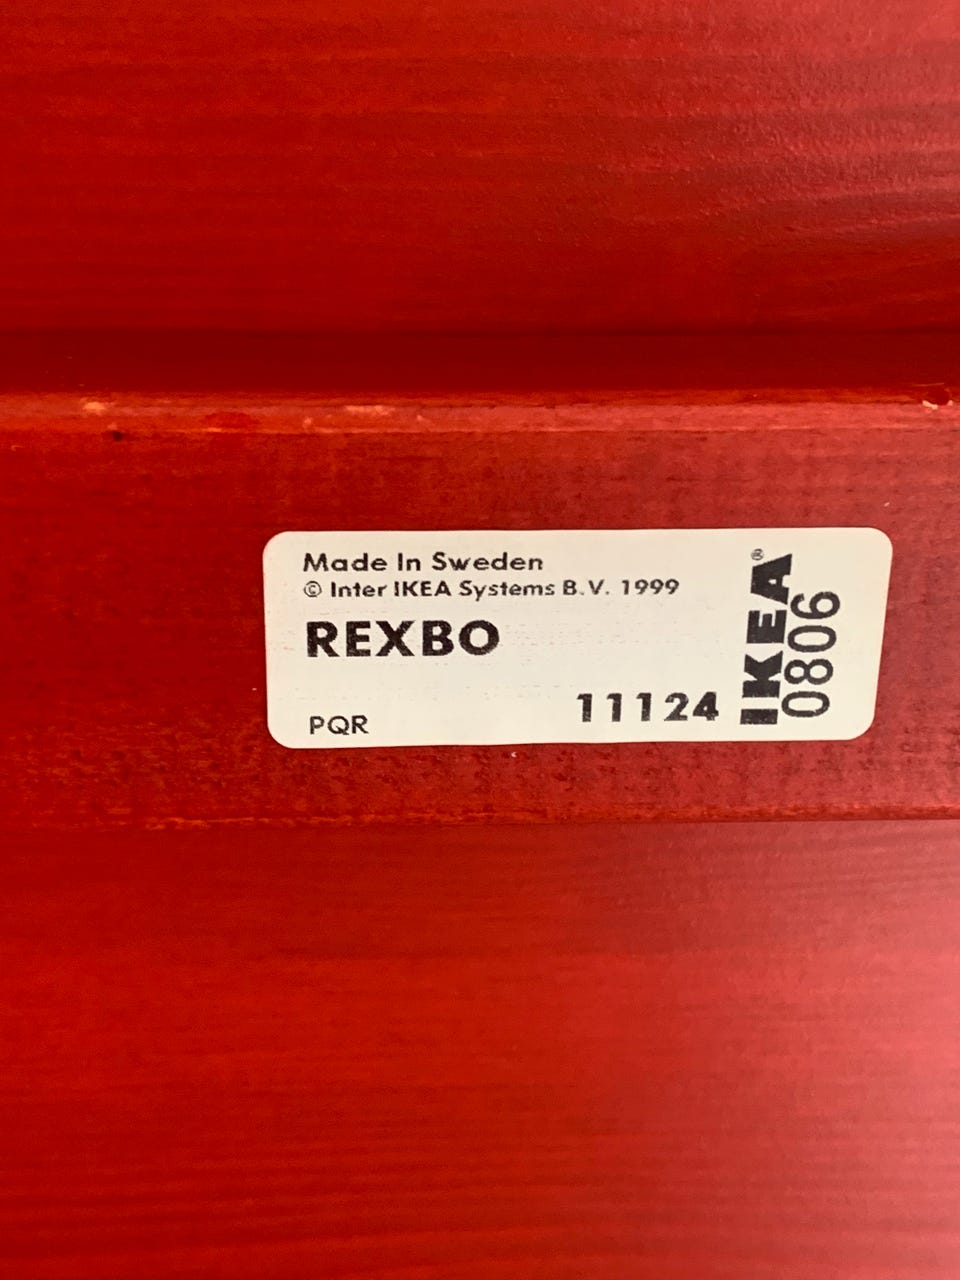 Made In Sweden
© Inter IKEA Systems B.V. 1999
REXBO
PQR
11124
IKEA®
0806